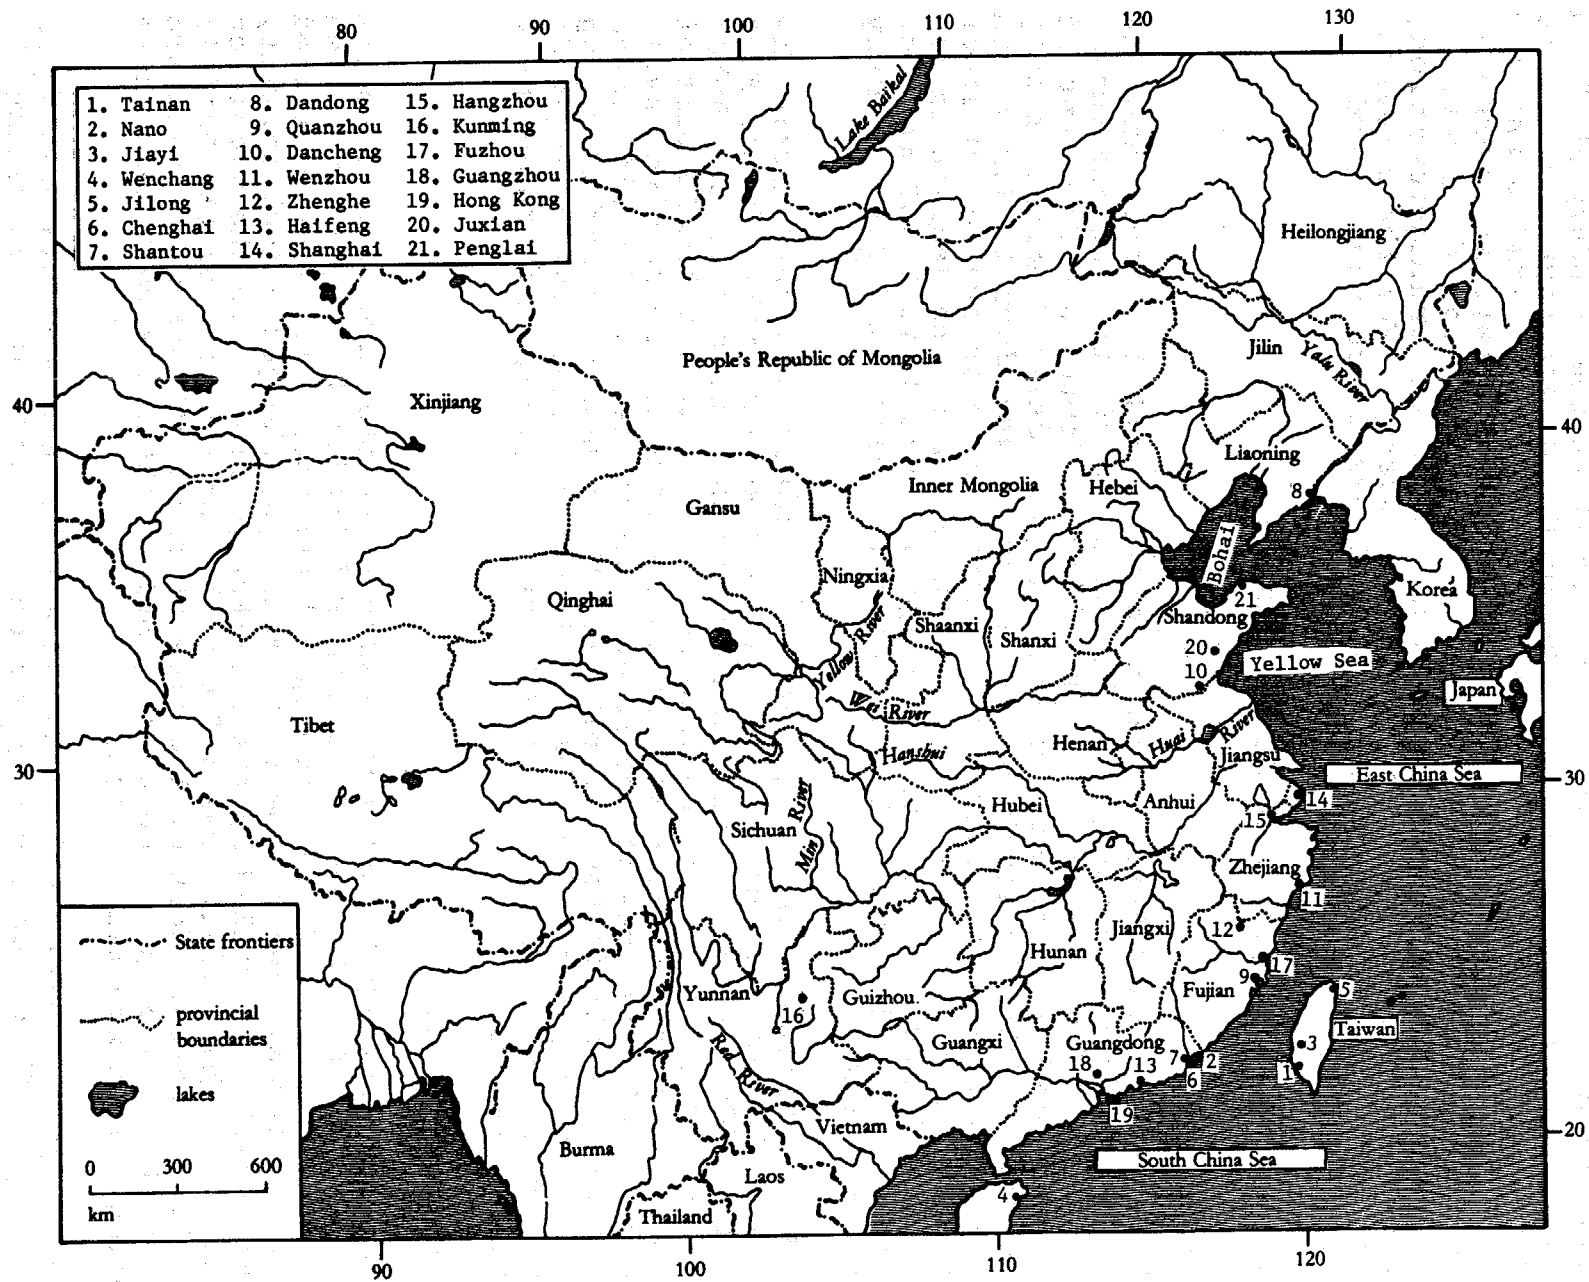 80 90 100 110 120 130
1. Tainan 8. Dandong 15. Hangzhou
2. Nano 9. Quanzhou 16. Kunming
3. Jiayi 10. Dancheng 17. Fuzhou
4. Wenchang 11. Wenzhou 18. Guangzhou
5. Jilong 12. Zhenghe 19. Hong Kong
6. Chenghai 13. Haifeng 20. Juxian
7. Shantou 14. Shanghai 21. Penglai
Lake Baikal
Heilongjiang
People's Republic of Mongolia
Jilin
Yalu River
Xinjiang
40
40
Liaoning
Inner Mongolia
Hebei
8
Gansu
Bohai
Ningxia
Korea
Qinghai
21
Shandong
Shaanxi
Shanxi
Yellow River
20
Yellow Sea
10
Japan
Wei River
Tibet
Huai River
Henan
Hanshui
Jiangsu
30
30
East China Sea
Hubei
Anhui
14
15
Sichuan
Min River
Zhejiang
11
State frontiers
12
Jiangxi
Hunan
17
9
Yunnan
Guizhou
Fujian
5
16
provincial
boundaries
Taiwan
Guangxi
Guangdong
3
7
2
18
13
6
1
Red River
lakes
19
Vietnam
20
Burma
South China Sea
0 300 600
km
Laos
4
Thailand
90 100 110 120